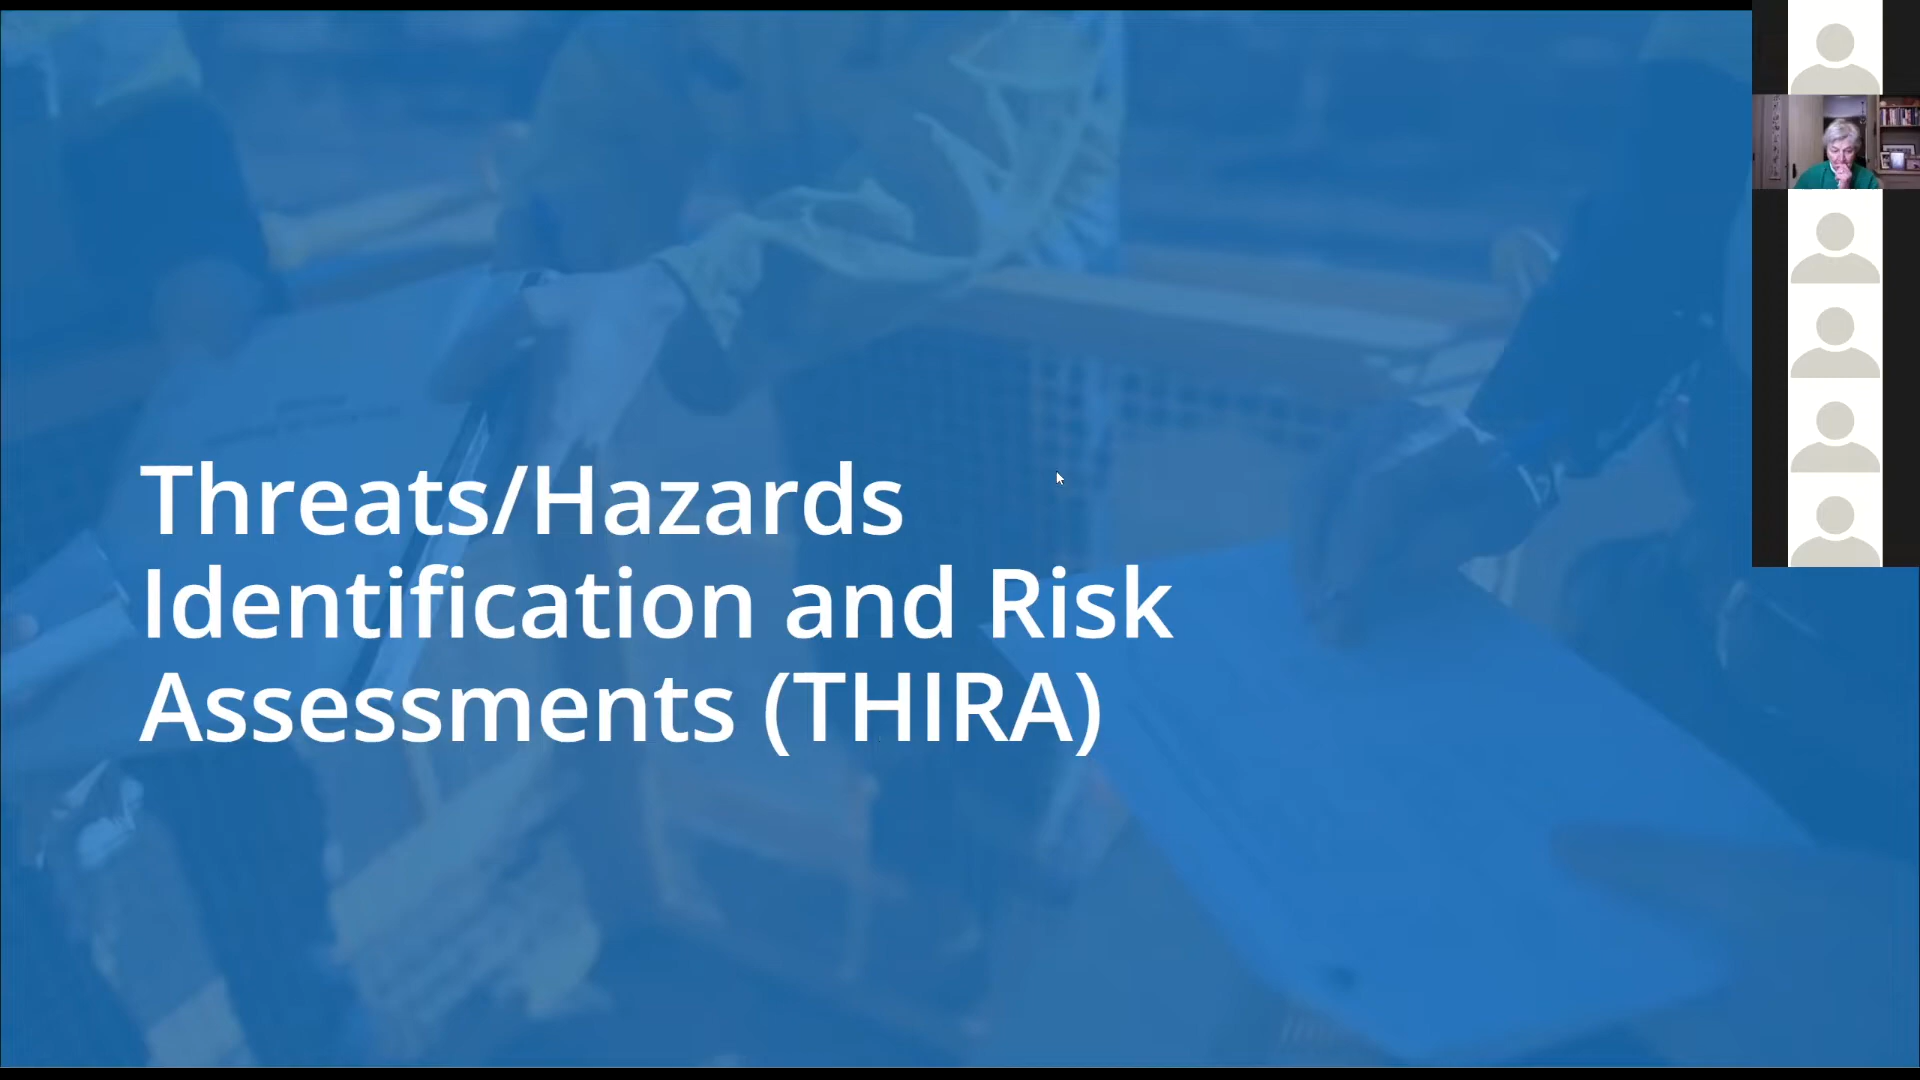 Threats/Hazards
Identification and Risk
Assessments (THIRA)